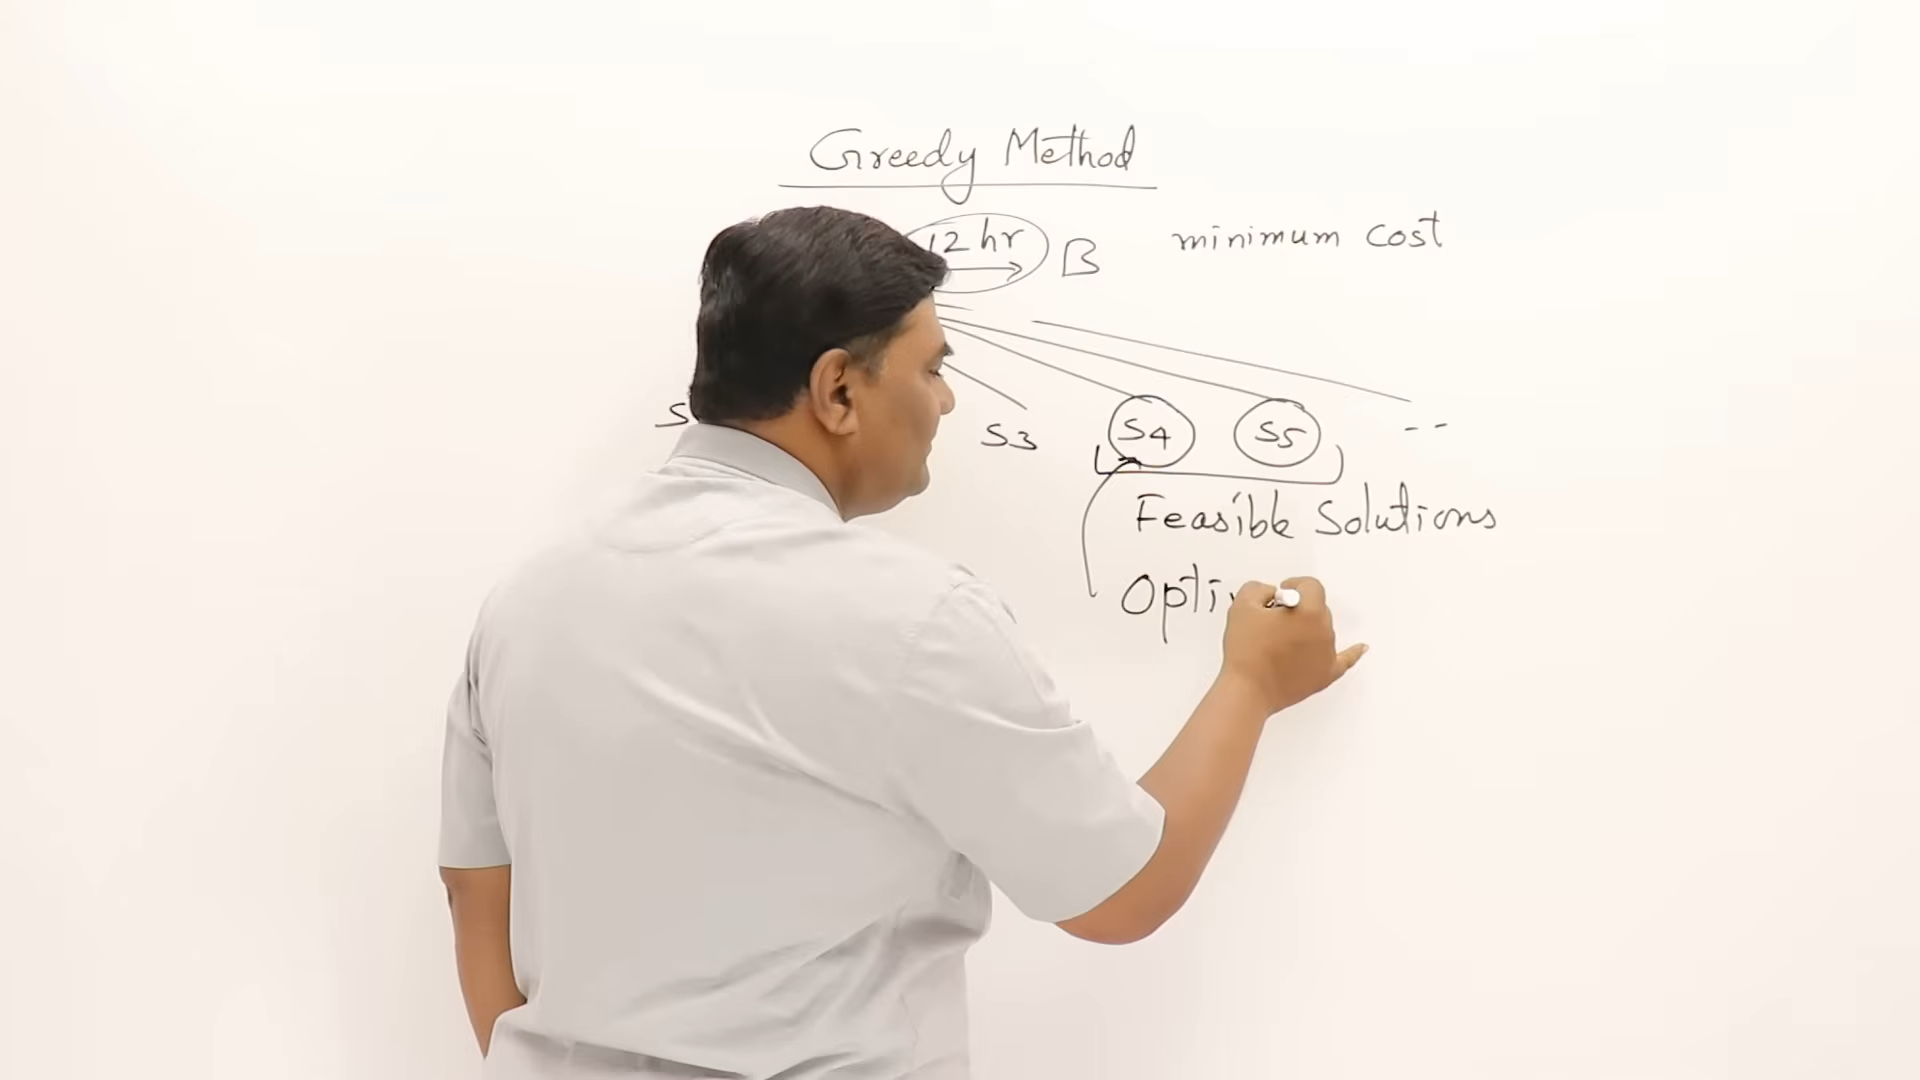 Greedy Method
12 hr B minimum cost
S3 S4 S5 --
Feasible Solutions